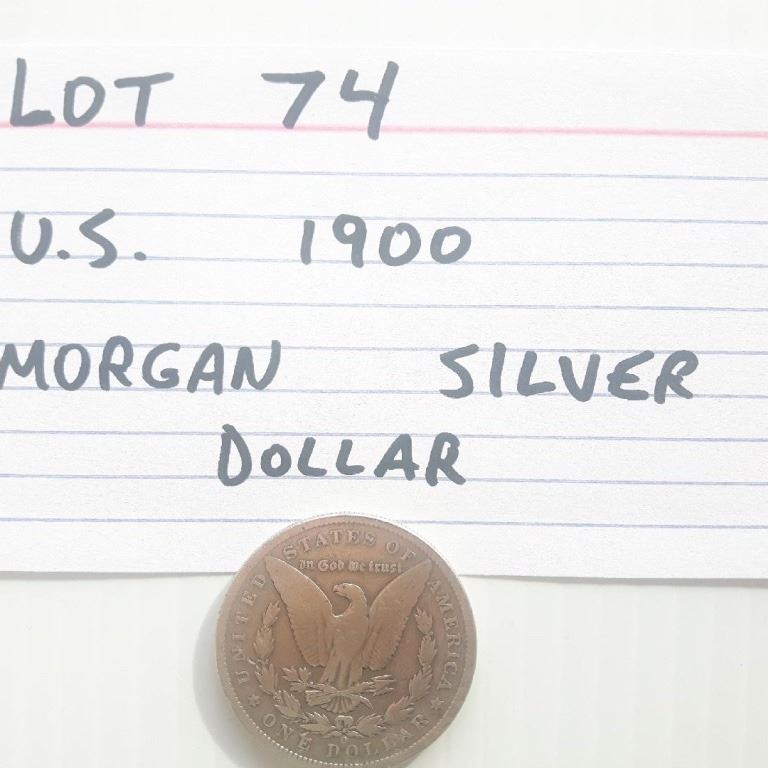 LOT 74
U.S. 1900
MORGAN SILVER
DOLLAR
UNITED STATES OF AMERICA
In God we trust
ONE DOLLAR